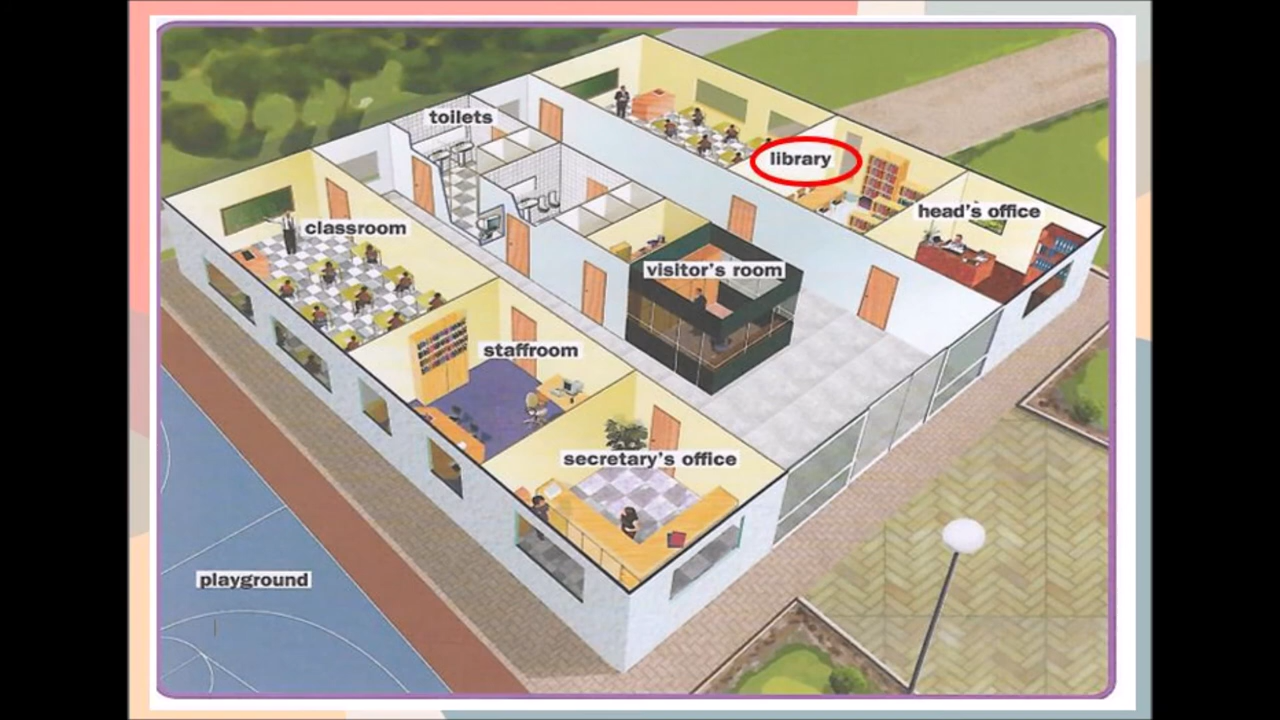 toilets
library
head's office
classroom
visitor's room
staffroom
secretary's office
playground